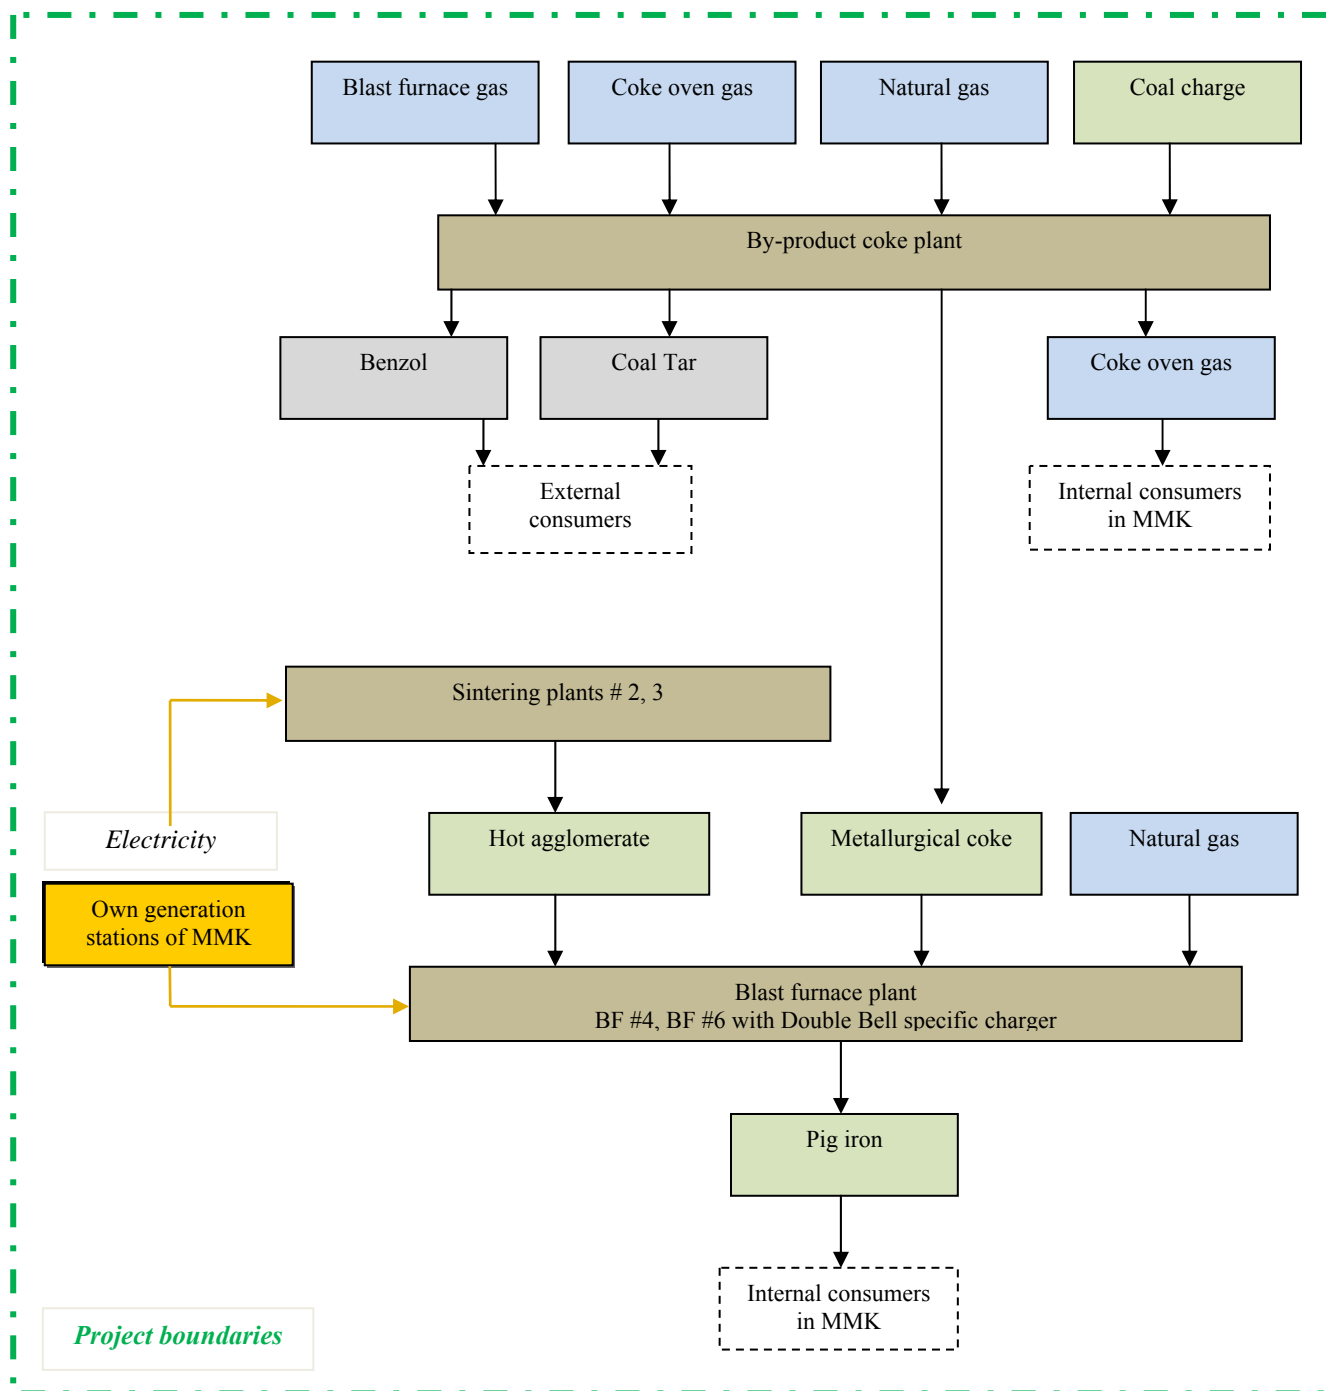 Blast furnace gas
Coke oven gas
Natural gas
Coal charge
By-product coke plant
Benzol
Coal Tar
Coke oven gas
External
consumers
Internal consumers
in MMK
Sintering plants # 2, 3
Electricity
Hot agglomerate
Metallurgical coke
Natural gas
Own generation
stations of MMK
Blast furnace plant
BF #4, BF #6 with Double Bell specific charger
Pig iron
Internal consumers
in MMK
Project boundaries